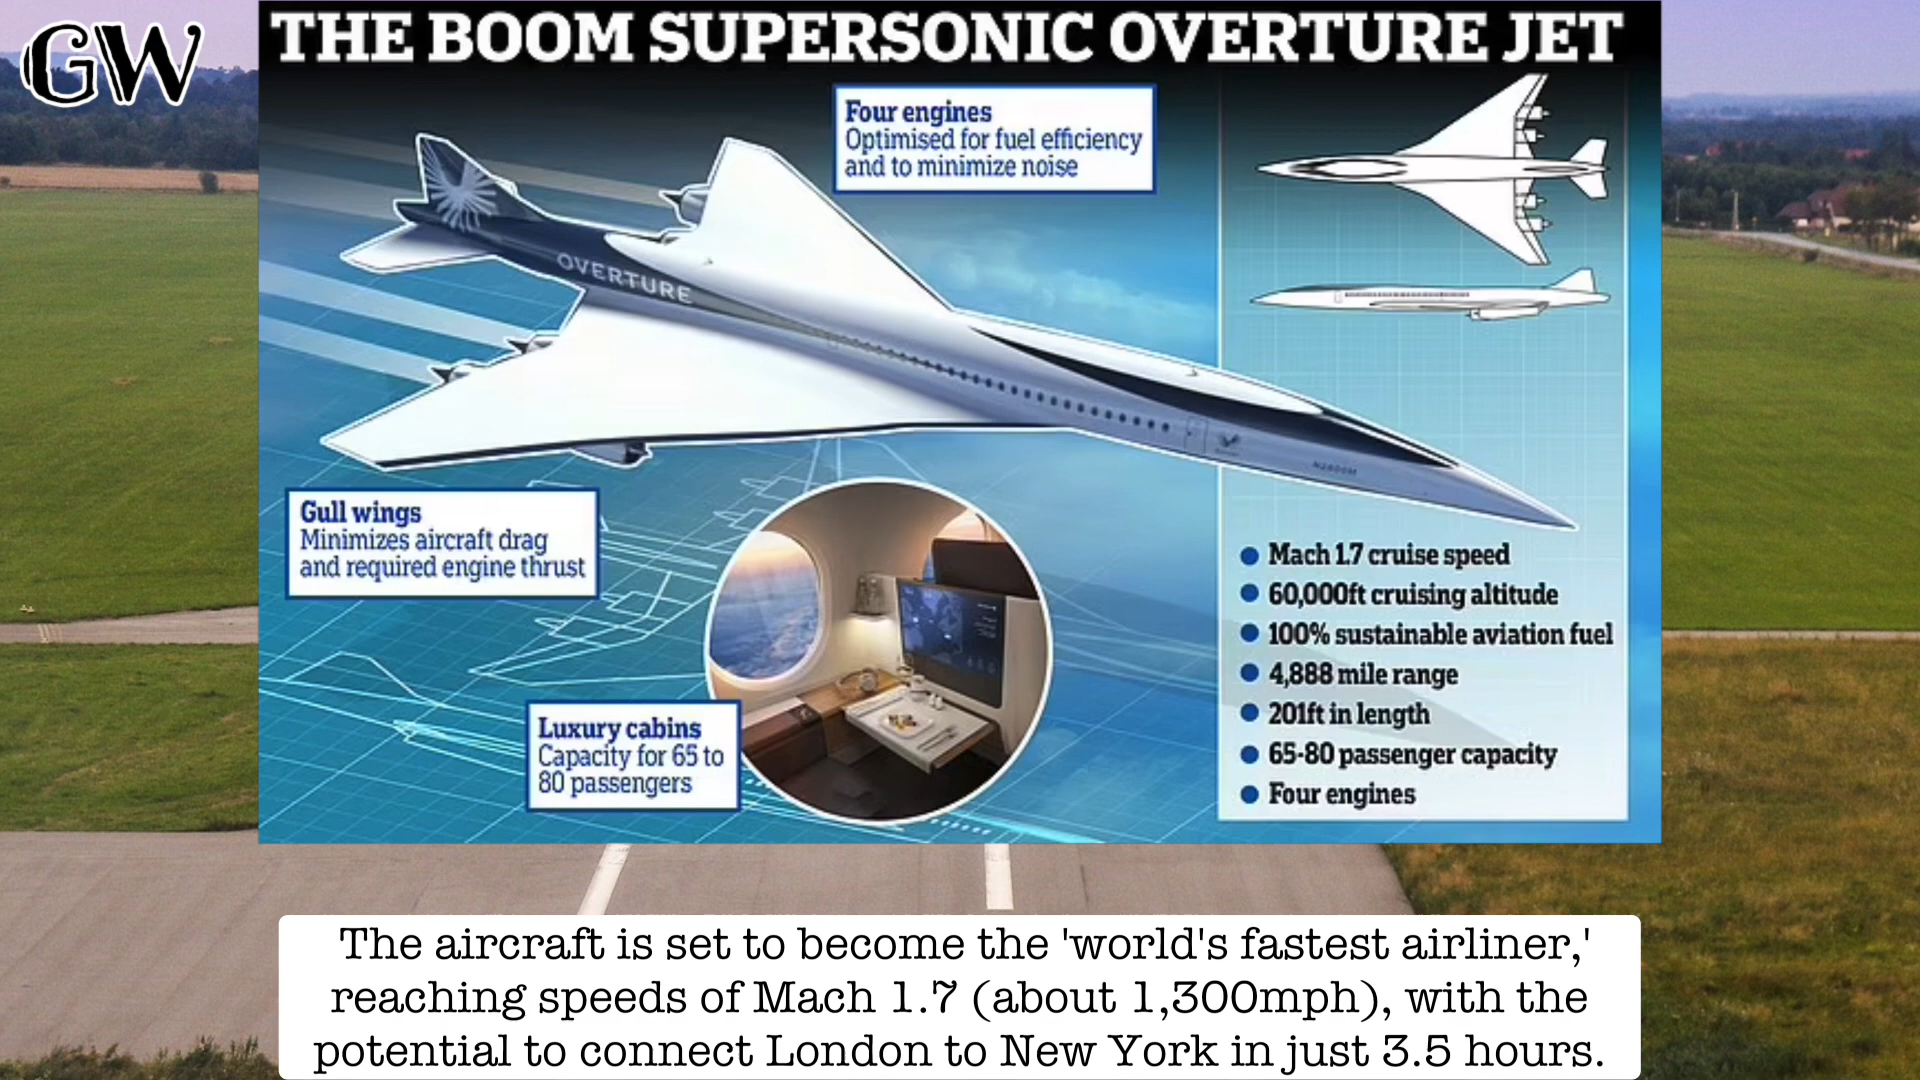 GW
THE BOOM SUPERSONIC OVERTURE JET
Four engines
Optimised for fuel efficiency
and to minimize noise
OVERTURE
Gull wings
Minimizes aircraft drag
and required engine thrust
Luxury cabins
Capacity for 65 to
80 passengers
Mach 1.7 cruise speed
60,000ft cruising altitude
100% sustainable aviation fuel
4,888 mile range
201ft in length
65-80 passenger capacity
Four engines
The aircraft is set to become the 'world's fastest airliner,'
reaching speeds of Mach 1.7 (about 1,300mph), with the
potential to connect London to New York in just 3.5 hours.